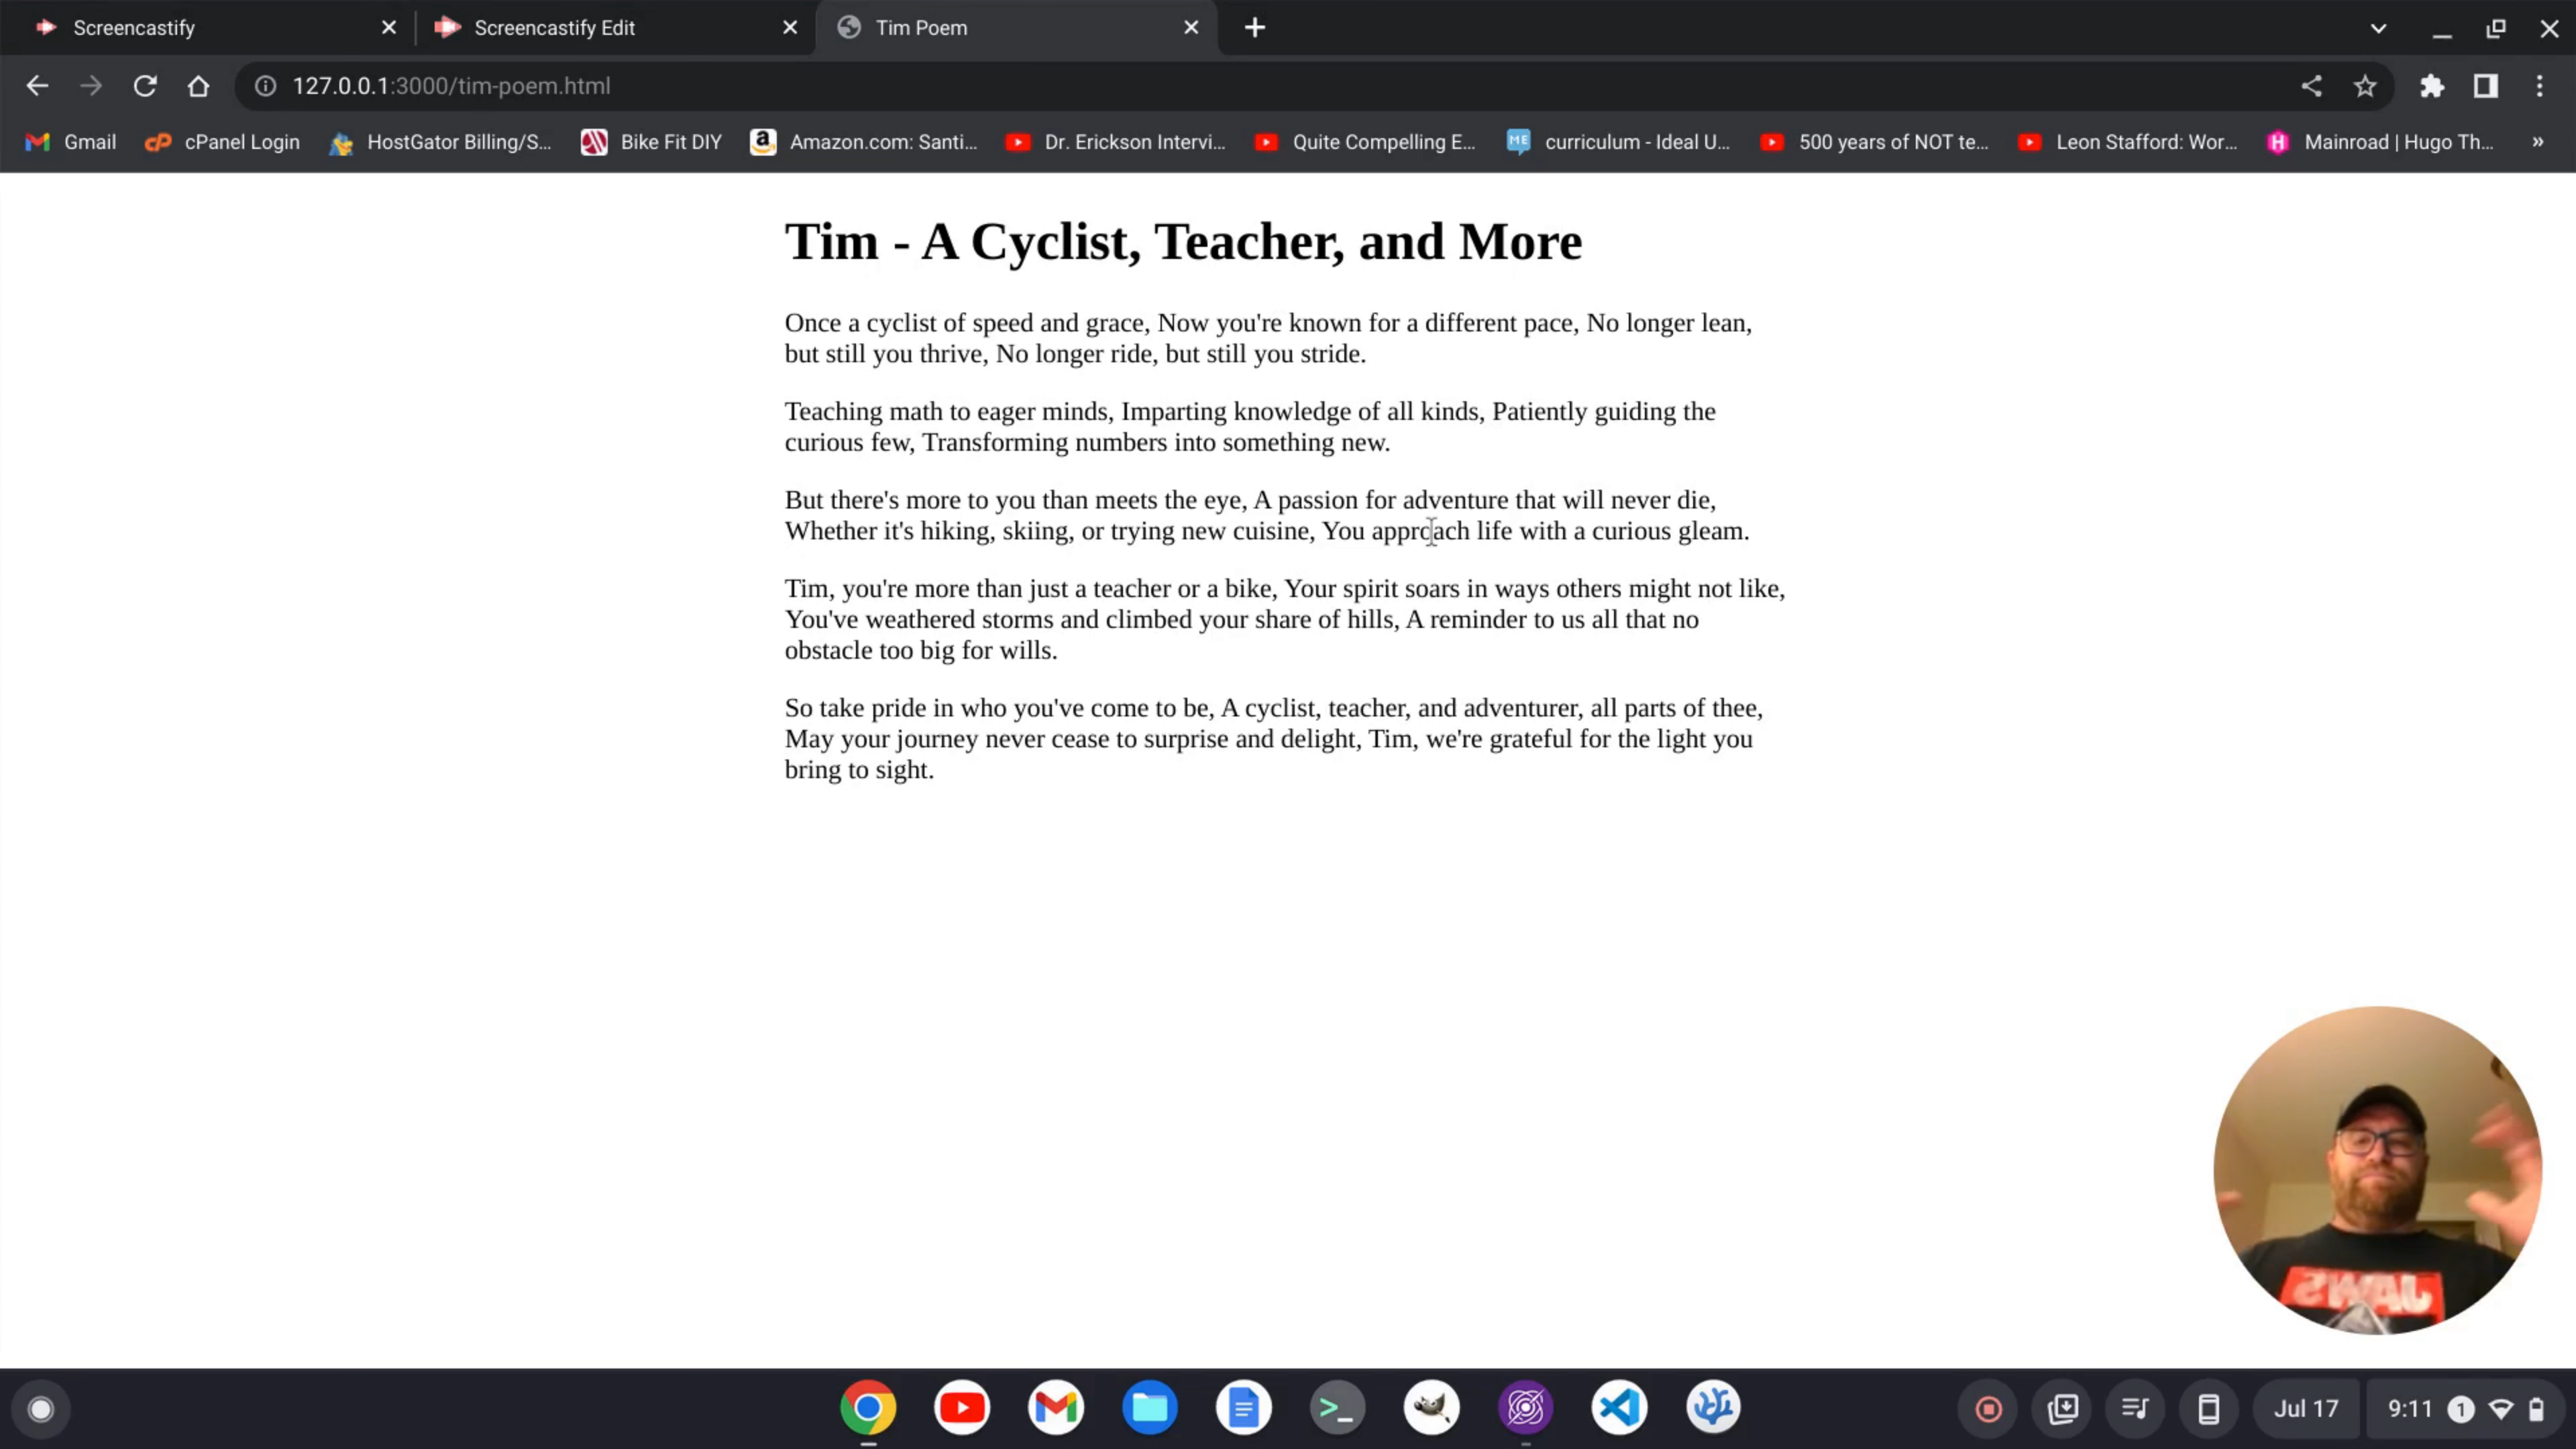 Screencastify
Screencastify Edit
Tim Poem
127.0.0.1:3000/tim-poem.html
Gmail
cP
cPanel Login
HostGator Billing/S...
Bike Fit DIY
a
Amazon.com: Santi...
Dr. Erickson Intervi...
Quite Compelling E...
ME
curriculum - Ideal U...
500 years of NOT te...
Leon Stafford: Wor...
H
Mainroad | Hugo Th...
»
Tim - A Cyclist, Teacher, and More
Once a cyclist of speed and grace, Now you're known for a different pace, No longer lean,
but still you thrive, No longer ride, but still you stride.
Teaching math to eager minds, Imparting knowledge of all kinds, Patiently guiding the
curious few, Transforming numbers into something new.
But there's more to you than meets the eye, A passion for adventure that will never die,
Whether it's hiking, skiing, or trying new cuisine, You approach life with a curious gleam.
Tim, you're more than just a teacher or a bike, Your spirit soars in ways others might not like,
You've weathered storms and climbed your share of hills, A reminder to us all that no
obstacle too big for wills.
So take pride in who you've come to be, A cyclist, teacher, and adventurer, all parts of thee,
May your journey never cease to surprise and delight, Tim, we're grateful for the light you
bring to sight.
JAWS
>_
Jul 17
9:11
1